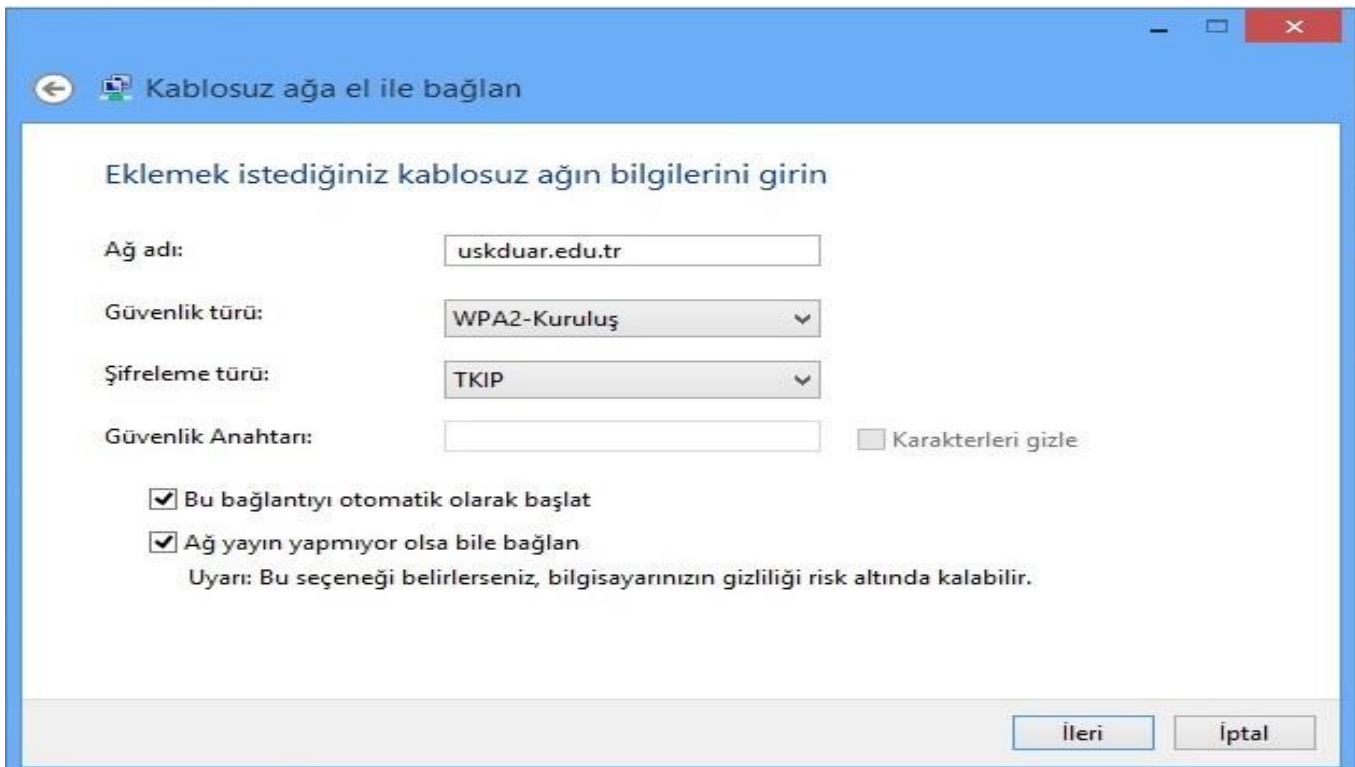 Kablosuz ağa el ile bağlan
Eklemek istediğiniz kablosuz ağın bilgilerini girin
Ağ adı: uskduar.edu.tr
Güvenlik türü: WPA2-Kuruluş
Şifreleme türü: TKIP
Güvenlik Anahtarı: Karakterleri gizle
Bu bağlantıyı otomatik olarak başlat
Ağ yayın yapmıyor olsa bile bağlan
Uyarı: Bu seçeneği belirlerseniz, bilgisayarınızın gizliliği risk altında kalabilir.
İleri İptal